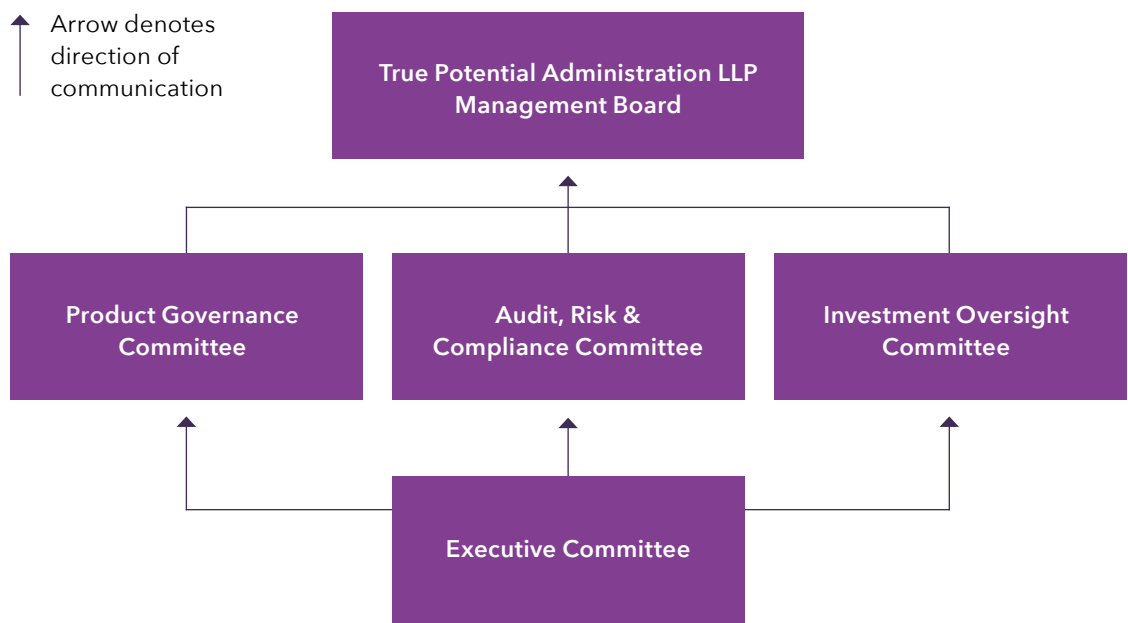 Arrow denotes
direction of
communication
True Potential Administration LLP
Management Board
Product Governance
Committee
Audit, Risk &
Compliance Committee
Investment Oversight
Committee
Executive Committee